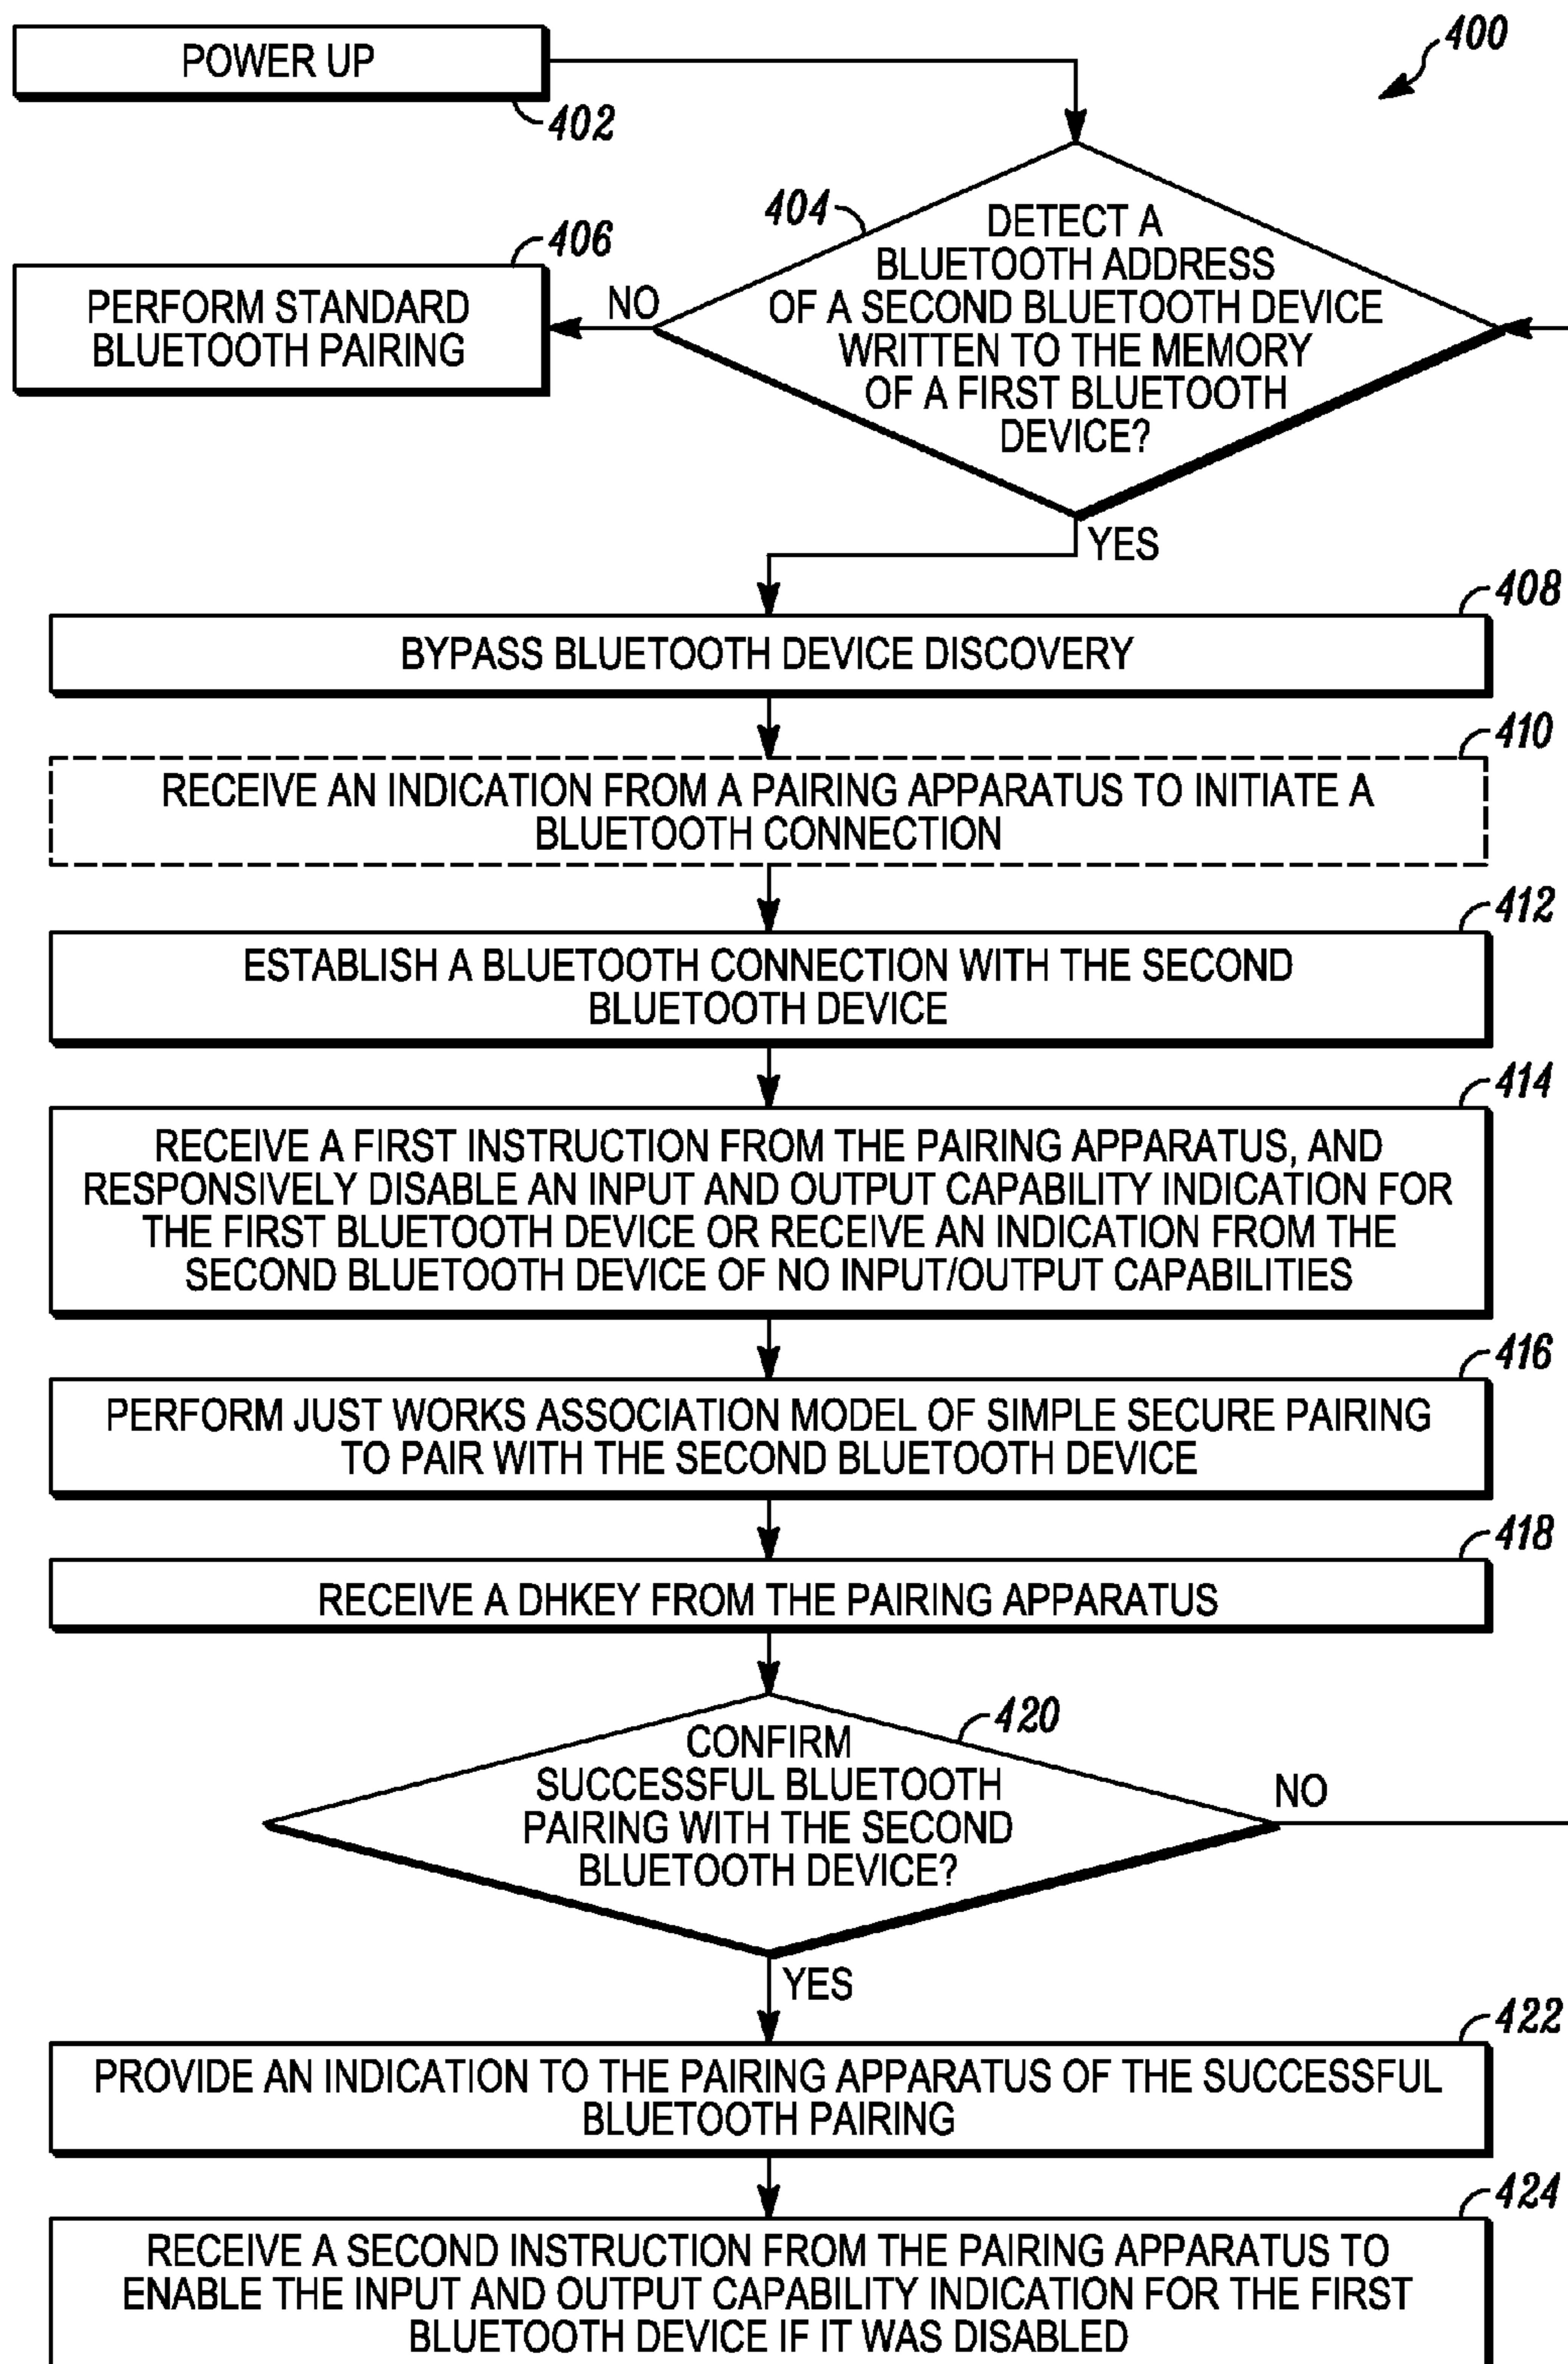 400
POWER UP
402
404
DETECT A
BLUETOOTH ADDRESS
OF A SECOND BLUETOOTH DEVICE
WRITTEN TO THE MEMORY
OF A FIRST BLUETOOTH
DEVICE?
406
NO
PERFORM STANDARD
BLUETOOTH PAIRING
YES
408
BYPASS BLUETOOTH DEVICE DISCOVERY
410
RECEIVE AN INDICATION FROM A PAIRING APPARATUS TO INITIATE A
BLUETOOTH CONNECTION
412
ESTABLISH A BLUETOOTH CONNECTION WITH THE SECOND
BLUETOOTH DEVICE
414
RECEIVE A FIRST INSTRUCTION FROM THE PAIRING APPARATUS, AND
RESPONSIVELY DISABLE AN INPUT AND OUTPUT CAPABILITY INDICATION FOR
THE FIRST BLUETOOTH DEVICE OR RECEIVE AN INDICATION FROM THE
SECOND BLUETOOTH DEVICE OF NO INPUT/OUTPUT CAPABILITIES
416
PERFORM JUST WORKS ASSOCIATION MODEL OF SIMPLE SECURE PAIRING
TO PAIR WITH THE SECOND BLUETOOTH DEVICE
418
RECEIVE A DHKEY FROM THE PAIRING APPARATUS
420
CONFIRM
SUCCESSFUL BLUETOOTH
PAIRING WITH THE SECOND
BLUETOOTH DEVICE?
NO
YES
422
PROVIDE AN INDICATION TO THE PAIRING APPARATUS OF THE SUCCESSFUL
BLUETOOTH PAIRING
424
RECEIVE A SECOND INSTRUCTION FROM THE PAIRING APPARATUS TO
ENABLE THE INPUT AND OUTPUT CAPABILITY INDICATION FOR THE FIRST
BLUETOOTH DEVICE IF IT WAS DISABLED